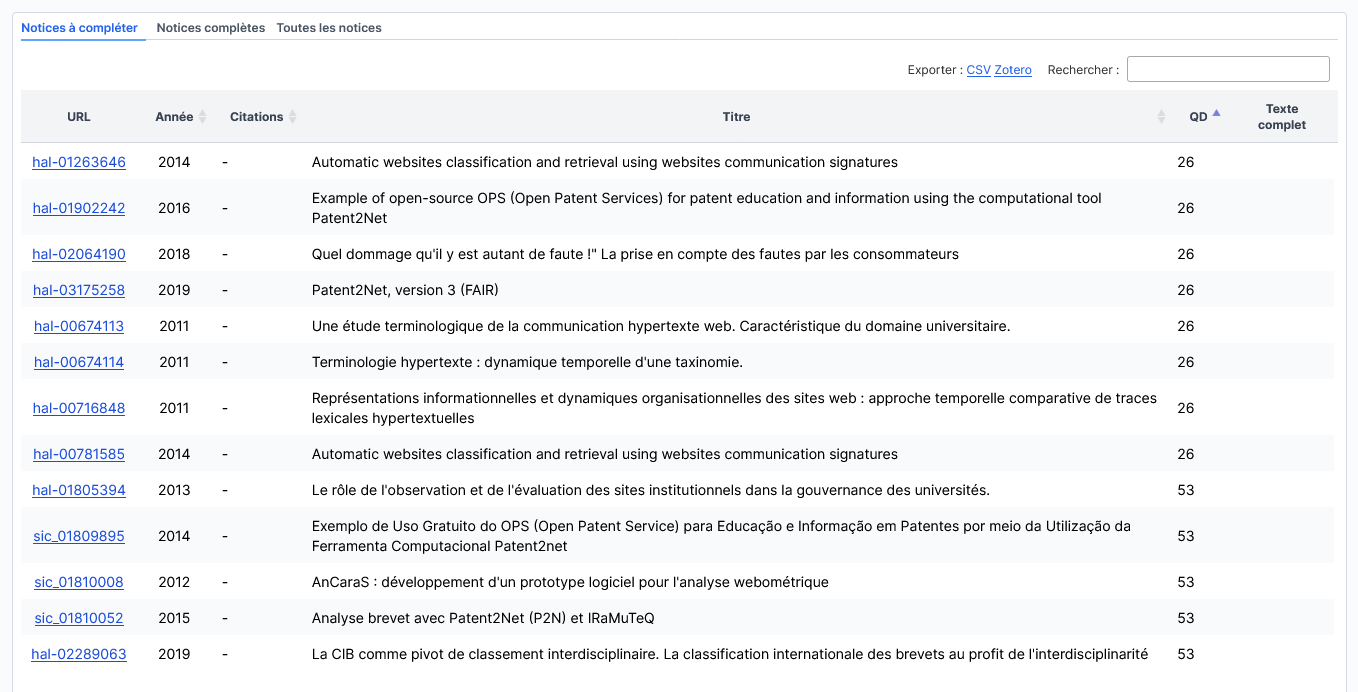 Notices à compléter Notices complètes Toutes les notices
Exporter : CSV Zotero Rechercher :
URL Année Citations Titre QD Texte complet
hal-01263646 2014 - Automatic websites classification and retrieval using websites communication signatures 26
hal-01902242 2016 - Example of open-source OPS (Open Patent Services) for patent education and information using the computational tool
Patent2Net 26
hal-02064190 2018 - Quel dommage qu'il y est autant de faute !" La prise en compte des fautes par les consommateurs 26
hal-03175258 2019 - Patent2Net, version 3 (FAIR) 26
hal-00674113 2011 - Une étude terminologique de la communication hypertexte web. Caractéristique du domaine universitaire. 26
hal-00674114 2011 - Terminologie hypertexte : dynamique temporelle d'une taxinomie. 26
hal-00716848 2011 - Représentations informationnelles et dynamiques organisationnelles des sites web : approche temporelle comparative de traces
lexicales hypertextuelles 26
hal-00781585 2014 - Automatic websites classification and retrieval using websites communication signatures 26
hal-01805394 2013 - Le rôle de l'observation et de l'évaluation des sites institutionnels dans la gouvernance des universités. 53
sic_01809895 2014 - Exemplo de Uso Gratuito do OPS (Open Patent Service) para Educação e Informação em Patentes por meio da Utilização da
Ferramenta Computacional Patent2net 53
sic_01810008 2012 - AnCaraS : développement d'un prototype logiciel pour l'analyse webométrique 53
sic_01810052 2015 - Analyse brevet avec Patent2Net (P2N) et IRaMuTeQ 53
hal-02289063 2019 - La CIB comme pivot de classement interdisciplinaire. La classification internationale des brevets au profit de l'interdisciplinarité 53